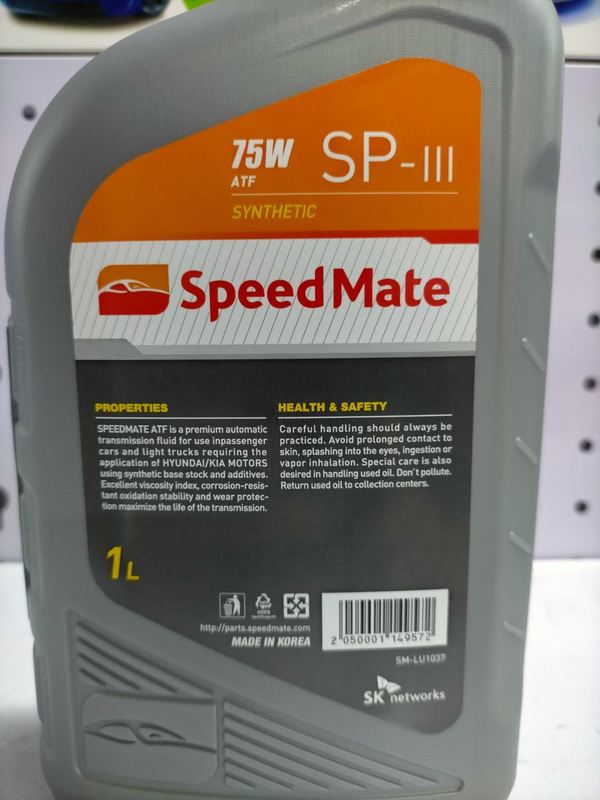 75W SP-III
ATF
SYNTHETIC
SpeedMate
PROPERTIES
SPEEDMATE ATF is a premium automatic
transmission fluid for use inpassenger
cars and light trucks requiring the
application of HYUNDAI/KIA MOTORS
using synthetic base stock and additives.
Excellent viscosity index, corrosion-resis-
tant oxidation stability and wear protec-
tion maximize the life of the transmission.
HEALTH & SAFETY
Careful handling should always be
practiced. Avoid prolonged contact to
skin, splashing into the eyes, ingestion or
vapor inhalation. Special care is also
desired in handling used oil. Don't pollute.
Return used oil to collection centers.
1L
http://parts.speedmate.com
MADE IN KOREA
2 050001 149572
SM-LU1037
SK networks